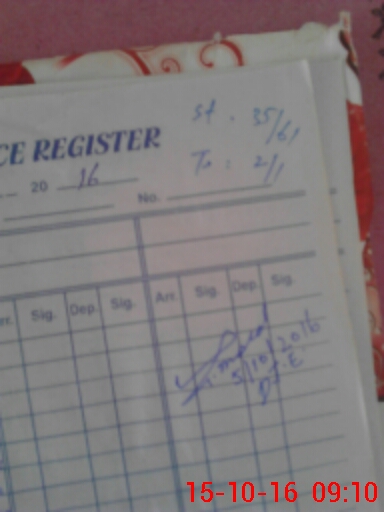 St. 35/61
CE REGISTER
To: 2/1
20 16
No.
rr. Sig. Dep. Sig. Arr. Sig. Dep. Sig.
5/10/2016
15-10-16 09:10